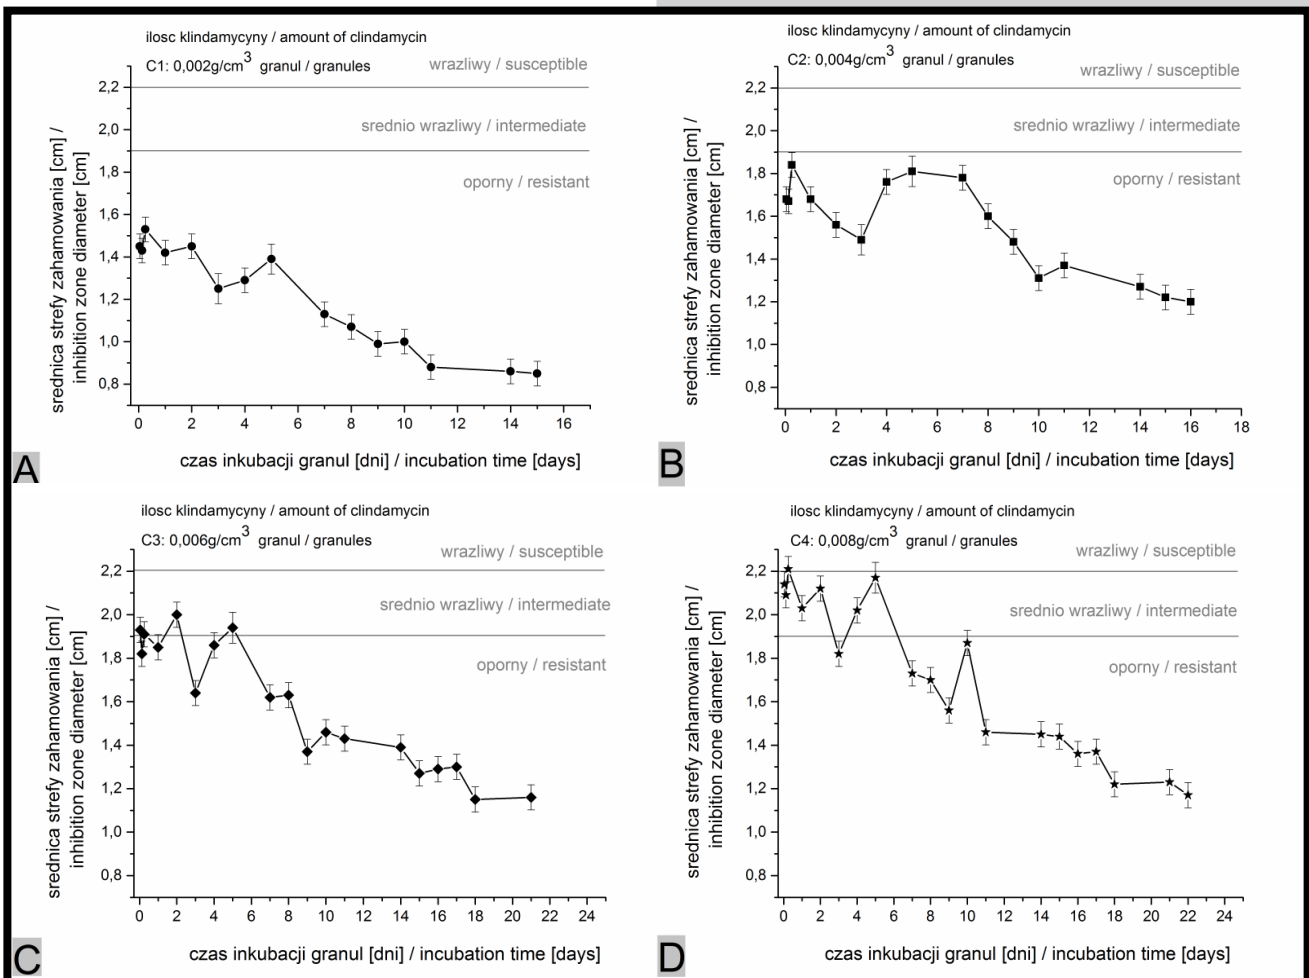 ilosc klindamycyny / amount of clindamycin
C1: 0,002g/cm3 granul / granules
wrazliwy / susceptible
srednio wrazliwy / intermediate
oporny / resistant
2,2
2,0
1,8
1,6
1,4
1,2
1,0
0,8
srednica strefy zahamowania [cm] /
inhibition zone diameter [cm]
0 2 4 6 8 10 12 14 16
czas inkubacji granul [dni] / incubation time [days]
A
ilosc klindamycyny / amount of clindamycin
C2: 0,004g/cm3 granul / granules
wrazliwy / susceptible
srednio wrazliwy / intermediate
oporny / resistant
2,2
2,0
1,8
1,6
1,4
1,2
1,0
0,8
srednica strefy zahamowania [cm] /
inhibition zone diameter [cm]
0 2 4 6 8 10 12 14 16 18
czas inkubacji granul [dni] / incubation time [days]
B
ilosc klindamycyny / amount of clindamycin
C3: 0,006g/cm3 granul / granules
wrazliwy / susceptible
srednio wrazliwy / intermediate
oporny / resistant
2,2
2,0
1,8
1,6
1,4
1,2
1,0
0,8
srednica strefy zahamowania [cm] /
inhibition zone diameter [cm]
0 2 4 6 8 10 12 14 16 18 20 22 24
czas inkubacji granul [dni] / incubation time [days]
C
ilosc klindamycyny / amount of clindamycin
C4: 0,008g/cm3 granul / granules
wrazliwy / susceptible
srednio wrazliwy / intermediate
oporny / resistant
2,2
2,0
1,8
1,6
1,4
1,2
1,0
0,8
srednica strefy zahamowania [cm] /
inhibition zone diameter [cm]
0 2 4 6 8 10 12 14 16 18 20 22 24
czas inkubacji granul [dni] / incubation time [days]
D